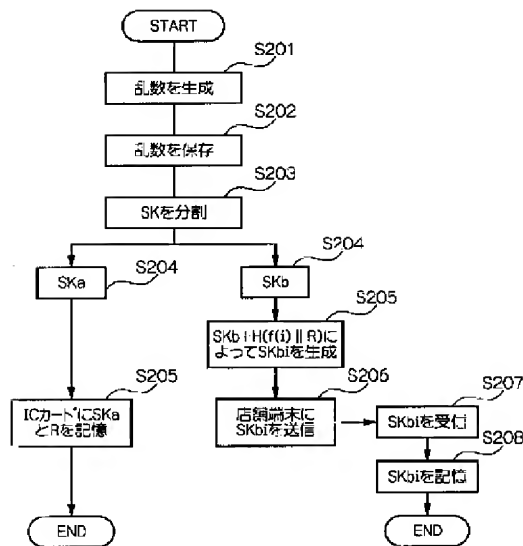 START
S201
乱数を生成
S202
乱数を保存
S203
SKを分割
S204
SKa
S204
SKb
S205
SKb+H(f(i)‖R)に
よってSKbiを生成
S205
ICカードにSKa
とRを記憶
S206
店舗端末に
SKbiを送信
S207
SKbiを受信
S208
SKbiを記憶
END
END